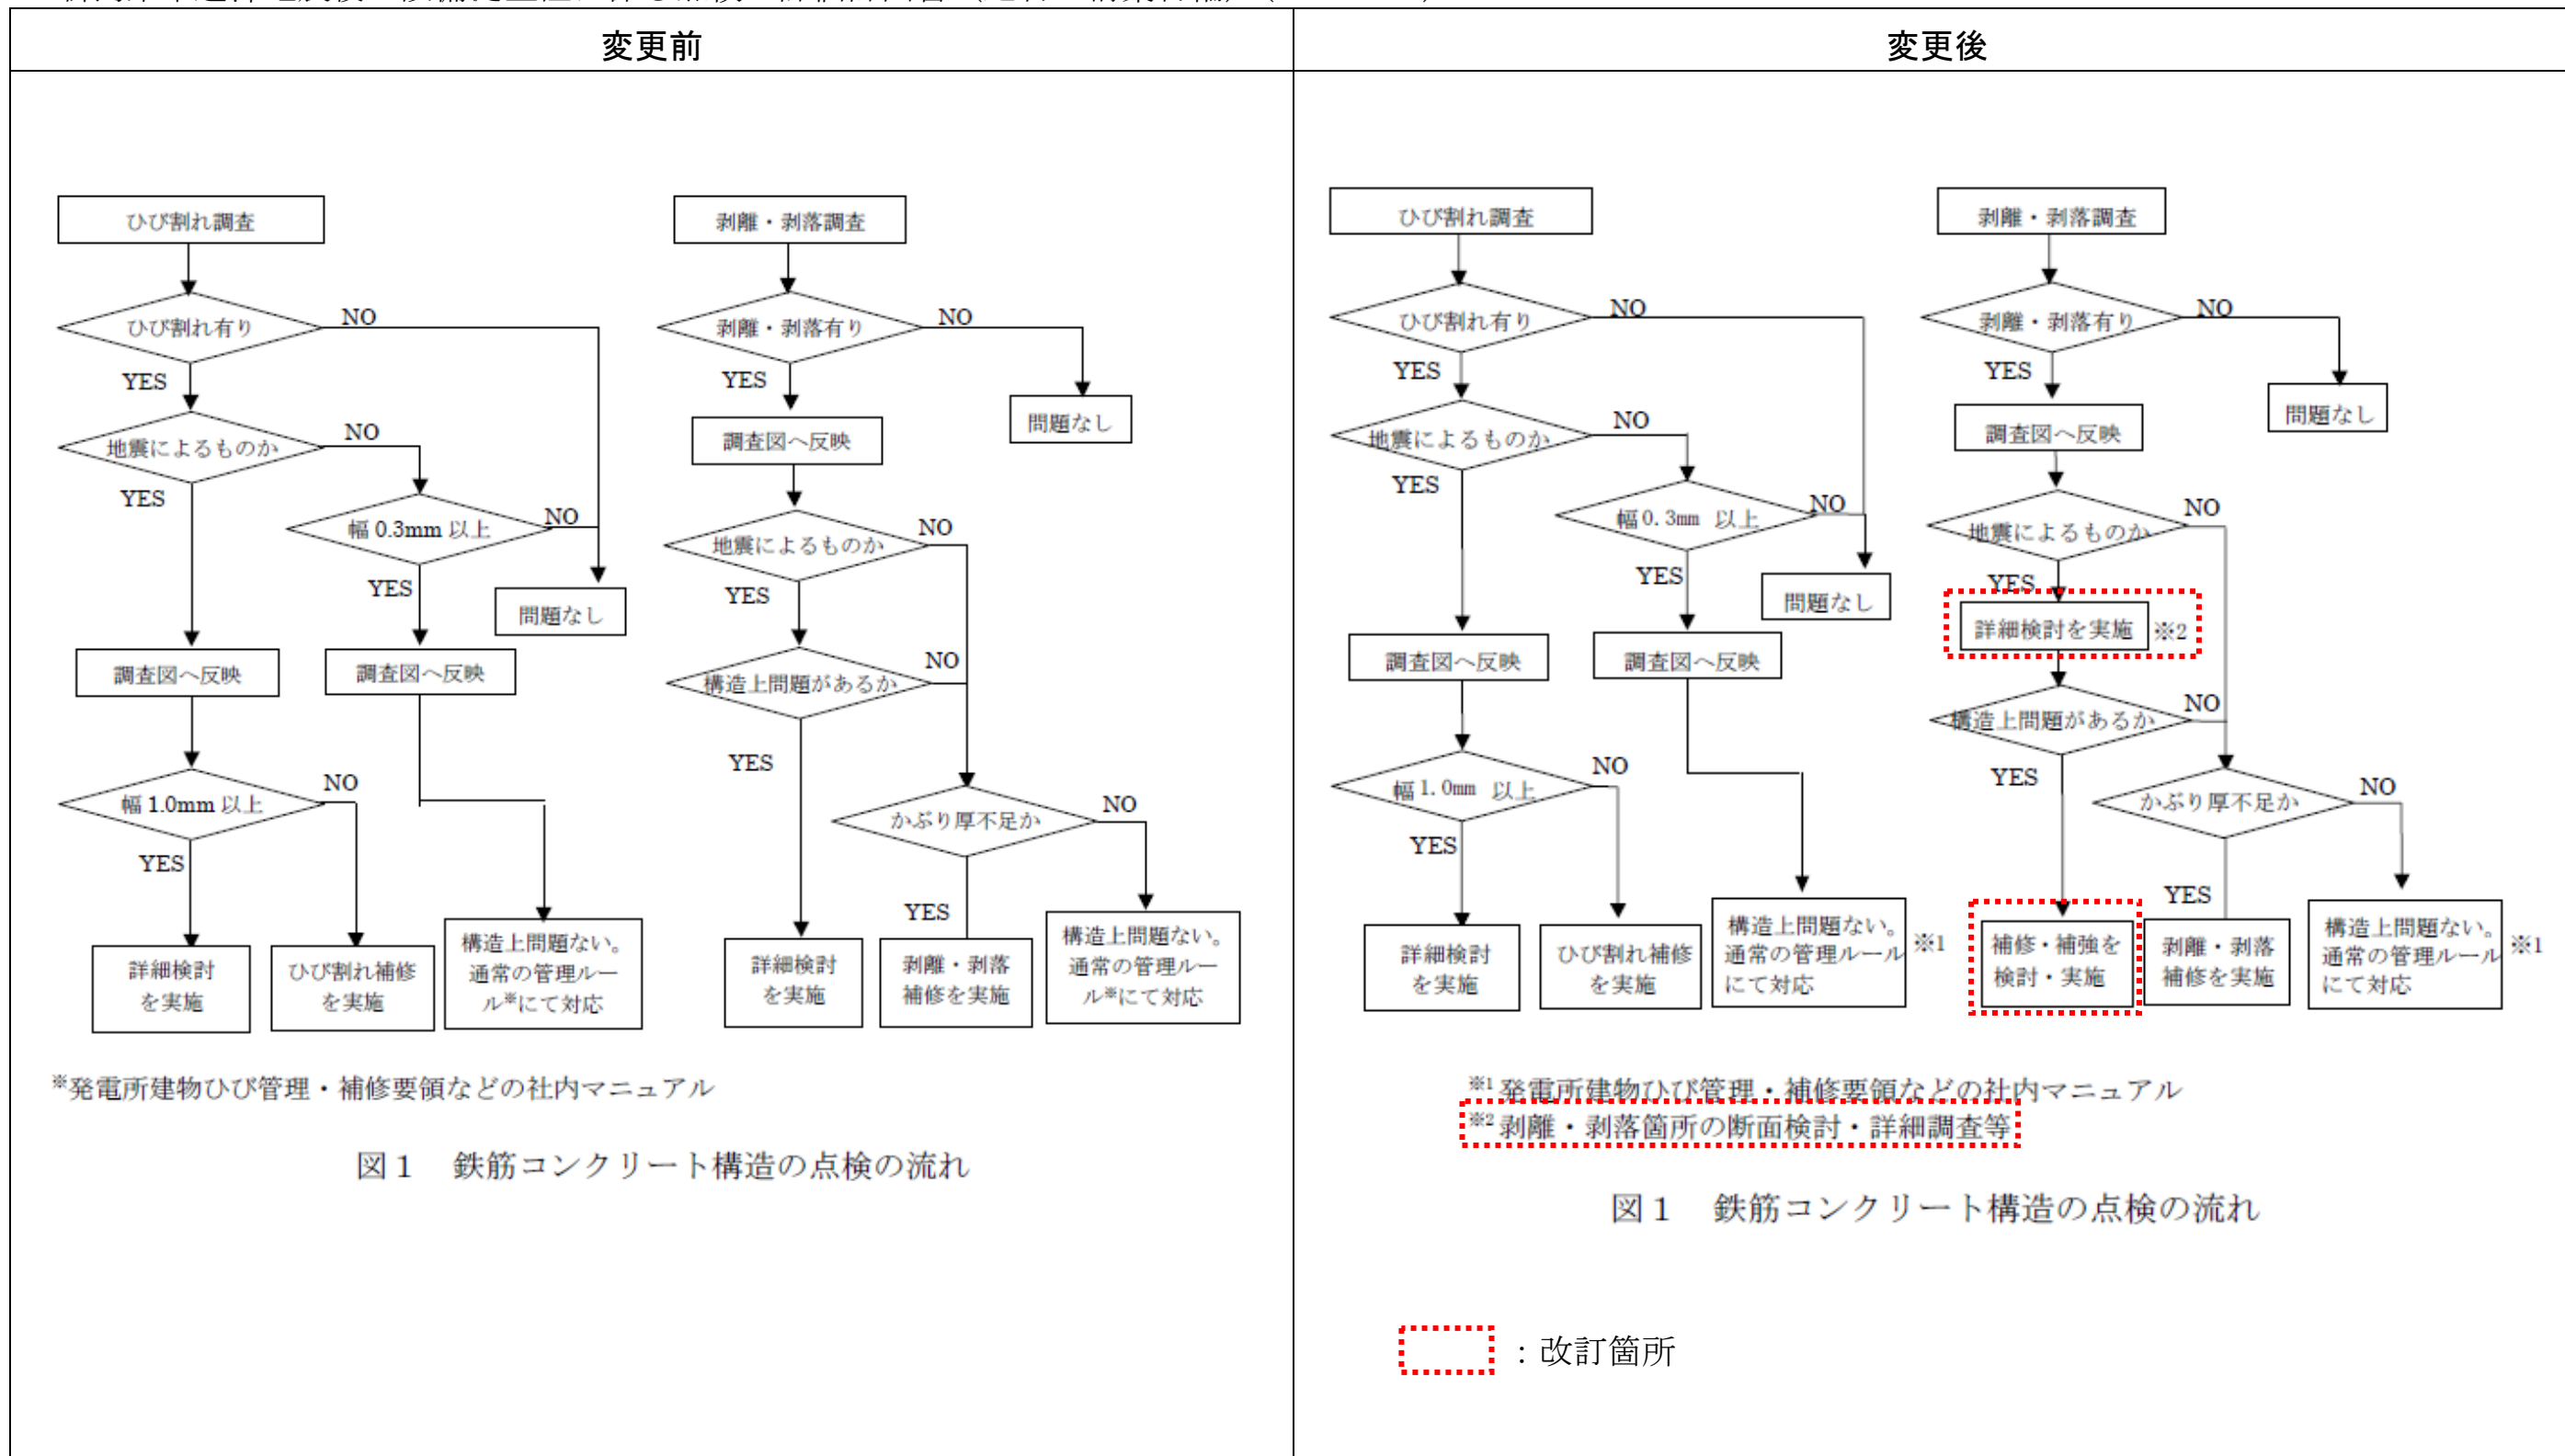 変更前
ひび割れ調査
ひび割れ有り
NO
YES
地震によるものか
NO
YES
幅 0.3mm 以上
NO
YES
問題なし
調査図へ反映
調査図へ反映
幅 1.0mm 以上
NO
YES
詳細検討
を実施
ひび割れ補修
を実施
構造上問題ない。
通常の管理ルー
ル※にて対応
剥離・剥落調査
剥離・剥落有り
NO
YES
問題なし
調査図へ反映
地震によるものか
NO
YES
構造上問題があるか
NO
YES
かぶり厚不足か
NO
YES
詳細検討
を実施
剥離・剥落
補修を実施
構造上問題ない。
通常の管理ルー
ル※にて対応
※発電所建物ひび管理・補修要領などの社内マニュアル
図1 鉄筋コンクリート構造の点検の流れ
変更後
ひび割れ調査
ひび割れ有り
NO
YES
地震によるものか
NO
YES
幅0.3mm 以上
NO
YES
問題なし
調査図へ反映
調査図へ反映
幅1.0mm 以上
NO
YES
詳細検討
を実施
ひび割れ補修
を実施
構造上問題ない。
通常の管理ルール ※1
にて対応
剥離・剥落調査
剥離・剥落有り
NO
YES
問題なし
調査図へ反映
地震によるものか
NO
YES
詳細検討を実施 ※2
構造上問題があるか
NO
YES
かぶり厚不足か
NO
YES
補修・補強を
検討・実施
剥離・剥落
補修を実施
構造上問題ない。
通常の管理ルール ※1
にて対応
※1 発電所建物ひび管理・補修要領などの社内マニュアル
※2 剥離・剥落箇所の断面検討・詳細調査等
図1 鉄筋コンクリート構造の点検の流れ
：改訂箇所